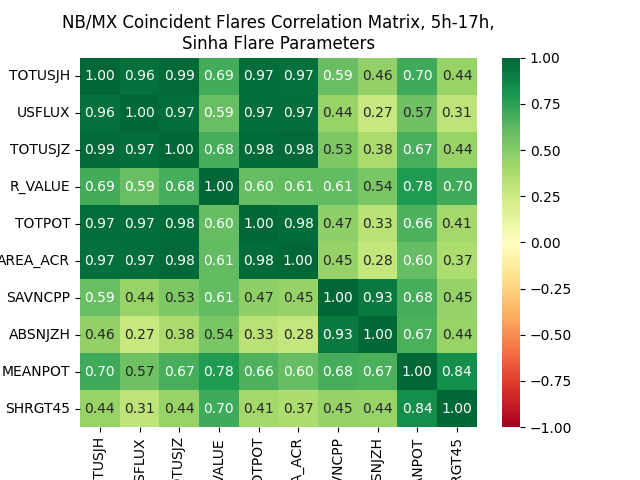 NB/MX Coincident Flares Correlation Matrix, 5h-17h,
Sinha Flare Parameters
TOTUSJH 1.00 0.96 0.99 0.69 0.97 0.97 0.59 0.46 0.70 0.44
USFLUX 0.96 1.00 0.97 0.59 0.97 0.97 0.44 0.27 0.57 0.31
TOTUSJZ 0.99 0.97 1.00 0.68 0.98 0.98 0.53 0.38 0.67 0.44
R_VALUE 0.69 0.59 0.68 1.00 0.60 0.61 0.61 0.54 0.78 0.70
TOTPOT 0.97 0.97 0.98 0.60 1.00 0.98 0.47 0.33 0.66 0.41
AREA_ACR 0.97 0.97 0.98 0.61 0.98 1.00 0.45 0.28 0.60 0.37
SAVNCPP 0.59 0.44 0.53 0.61 0.47 0.45 1.00 0.93 0.68 0.45
ABSNJZH 0.46 0.27 0.38 0.54 0.33 0.28 0.93 1.00 0.67 0.44
MEANPOT 0.70 0.57 0.67 0.78 0.66 0.60 0.68 0.67 1.00 0.84
SHRGT45 0.44 0.31 0.44 0.70 0.41 0.37 0.45 0.44 0.84 1.00
TUSJH
SFLUX
TUSJZ
VALUE
OTPOT
A_ACR
VNCPP
SNJZH
ANPOT
RGT45
1.00
0.75
0.50
0.25
0.00
−0.25
−0.50
−0.75
−1.00